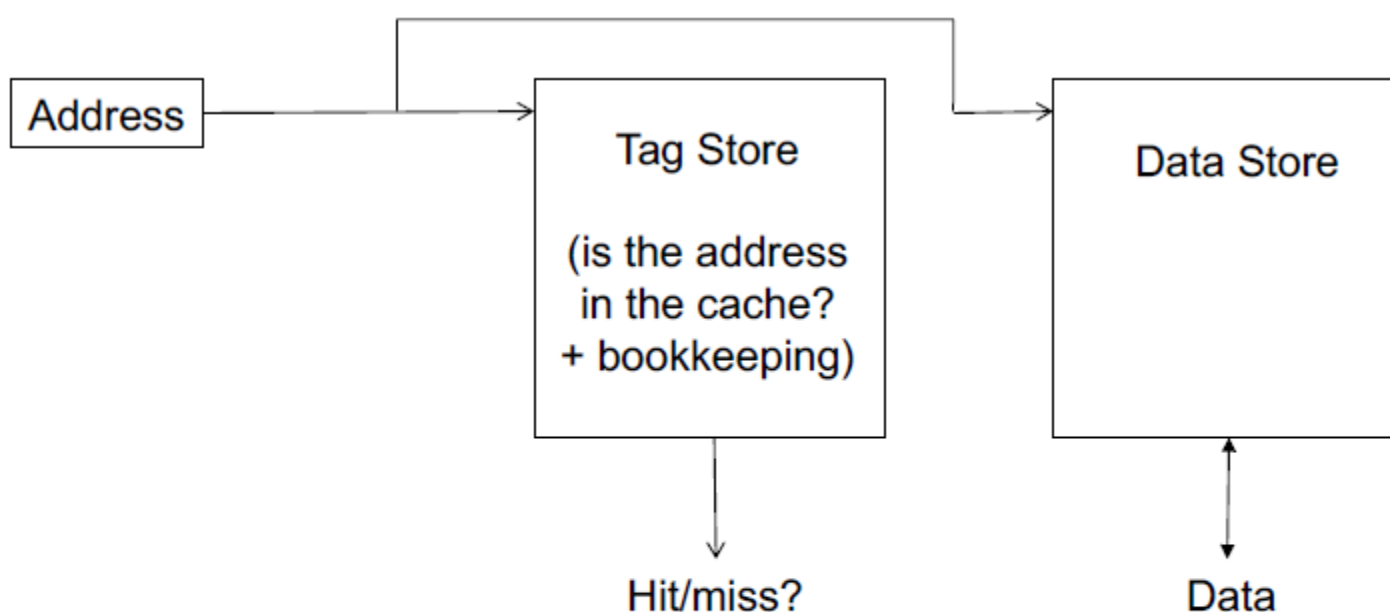 Address
Tag Store
(is the address
in the cache?
+ bookkeeping)
Data Store
Hit/miss?
Data